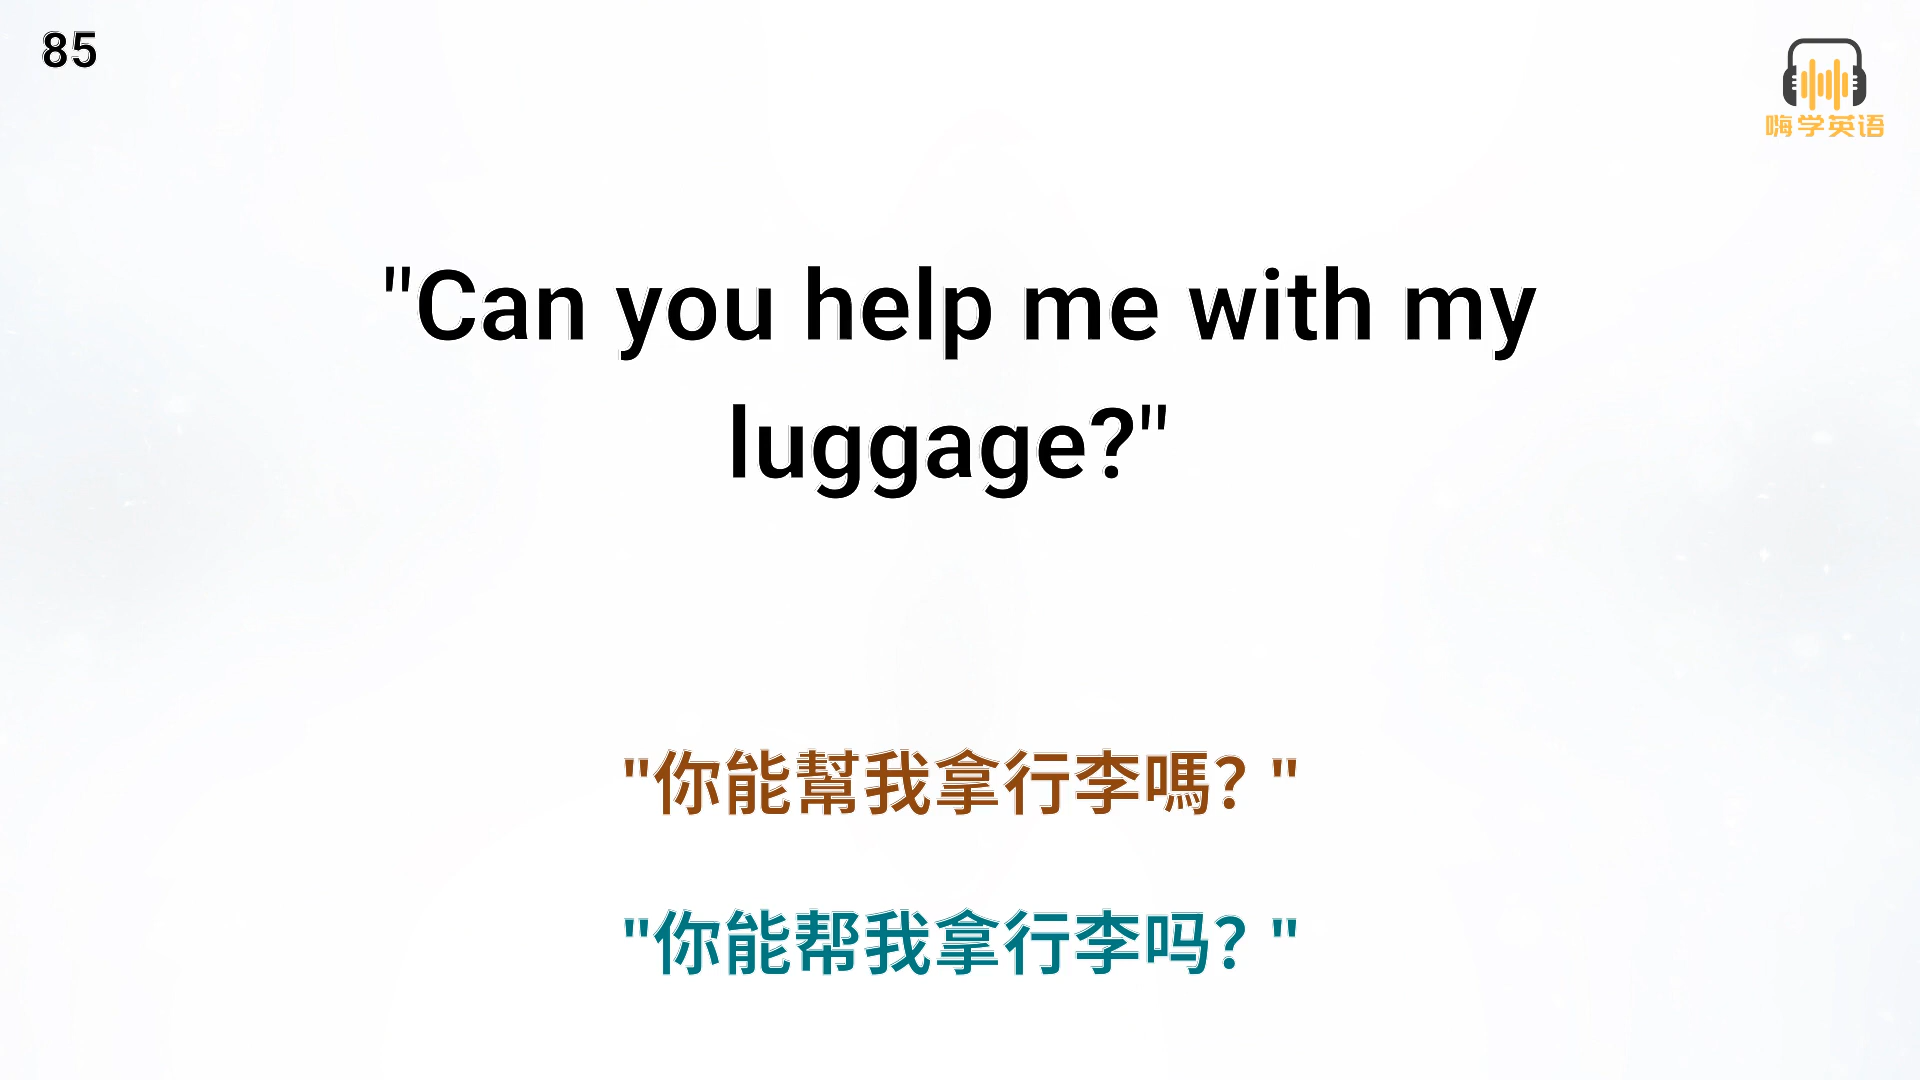 85
嗨学英语
"Can you help me with my
luggage?"
"你能幫我拿行李嗎？"
"你能帮我拿行李吗？"